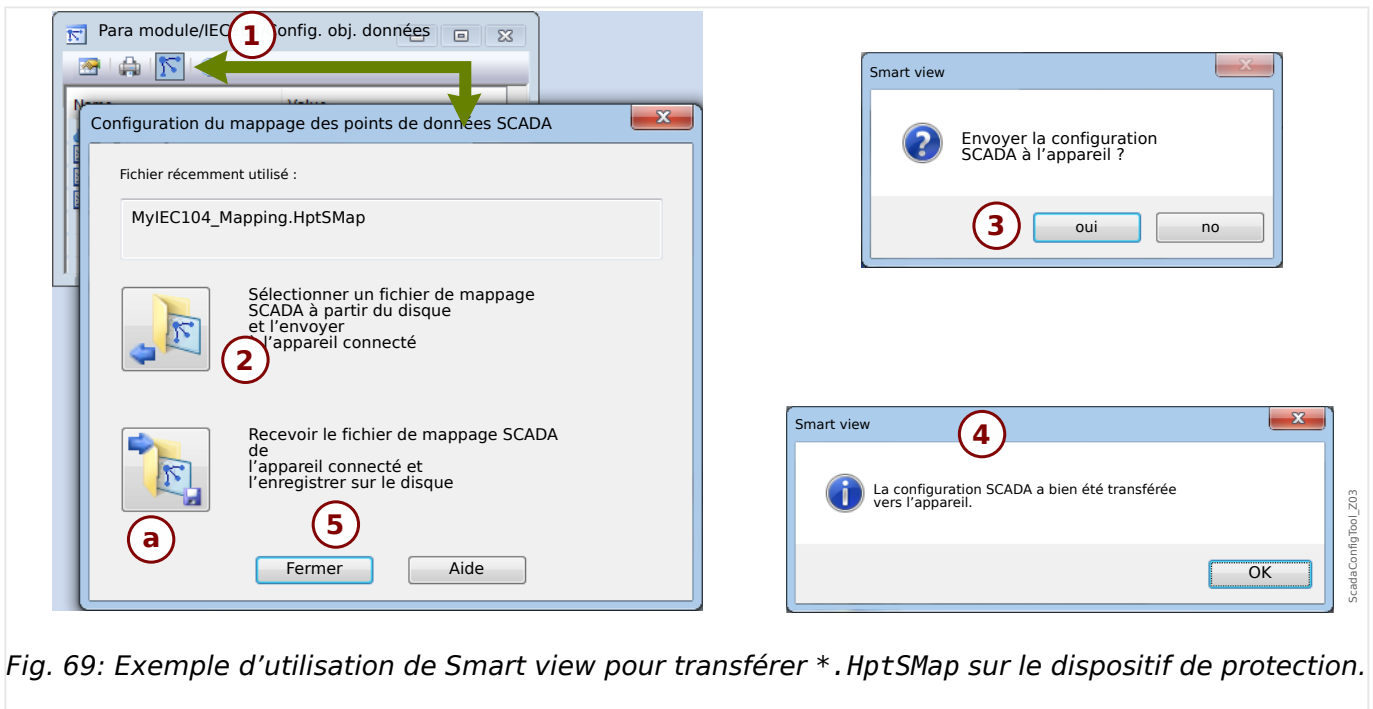 Para module/IEC
1
onfig. obj. données
Configuration du mappage des points de données SCADA
Fichier récemment utilisé :
MyIEC104_Mapping.HptSMap
Sélectionner un fichier de mappage
SCADA à partir du disque
et l’envoyer
l’appareil connecté
2
Recevoir le fichier de mappage SCADA
de
l’appareil connecté et
l’enregistrer sur le disque
a
5
Fermer
Aide
Smart view
Envoyer la configuration
SCADA à l’appareil ?
3
oui
no
Smart view
4
La configuration SCADA a bien été transférée
vers l’appareil.
OK
ScadaConfigTool_Z03
Fig. 69: Exemple d’utilisation de Smart view pour transférer *.HptSMap sur le dispositif de protection.